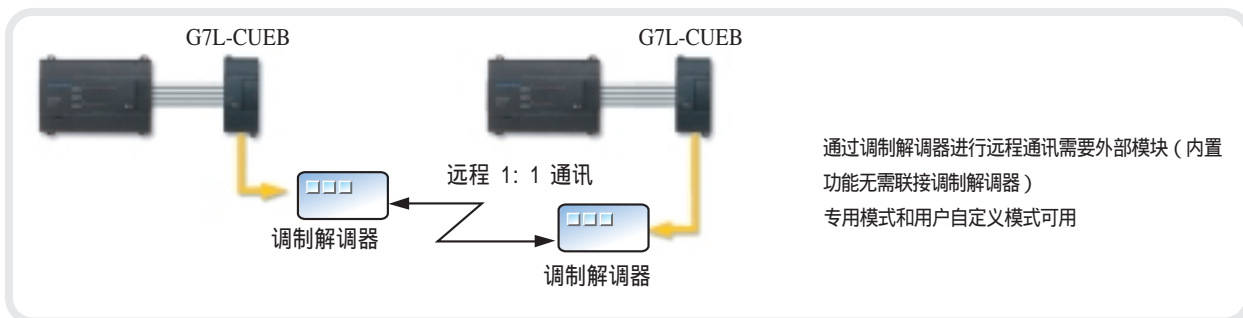 G7L-CUEB
G7L-CUEB
远程 1: 1 通讯
调制解调器
调制解调器
通过调制解调器进行远程通讯需要外部模块（内置
功能无需联接调制解调器）
专用模式和用户自定义模式可用